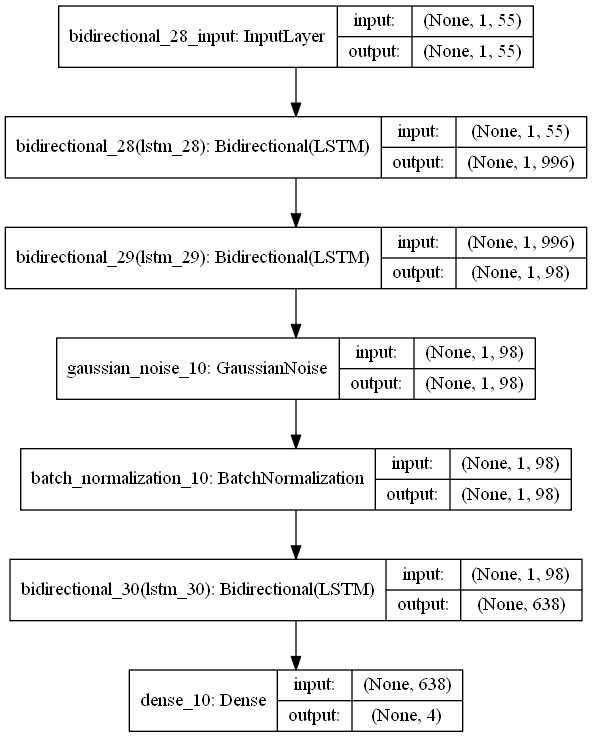 bidirectional_28_input: InputLayer
input: (None, 1, 55)
output: (None, 1, 55)
bidirectional_28(lstm_28): Bidirectional(LSTM)
input: (None, 1, 55)
output: (None, 1, 996)
bidirectional_29(lstm_29): Bidirectional(LSTM)
input: (None, 1, 996)
output: (None, 1, 98)
gaussian_noise_10: GaussianNoise
input: (None, 1, 98)
output: (None, 1, 98)
batch_normalization_10: BatchNormalization
input: (None, 1, 98)
output: (None, 1, 98)
bidirectional_30(lstm_30): Bidirectional(LSTM)
input: (None, 1, 98)
output: (None, 638)
dense_10: Dense
input: (None, 638)
output: (None, 4)